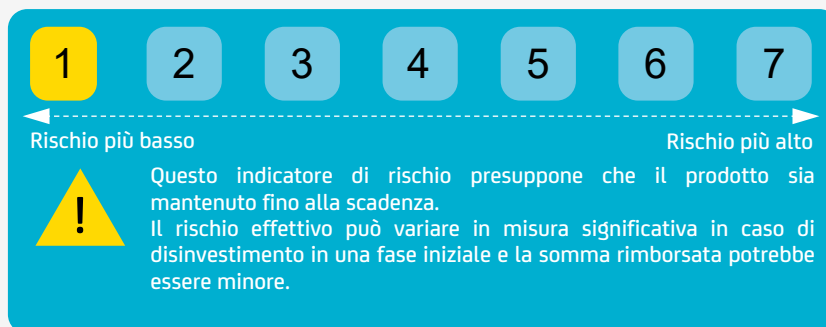 1 2 3 4 5 6 7
Rischio più basso Rischio più alto
!
Questo indicatore di rischio presuppone che il prodotto sia
mantenuto fino alla scadenza.
Il rischio effettivo può variare in misura significativa in caso di
disinvestimento in una fase iniziale e la somma rimborsata potrebbe
essere minore.